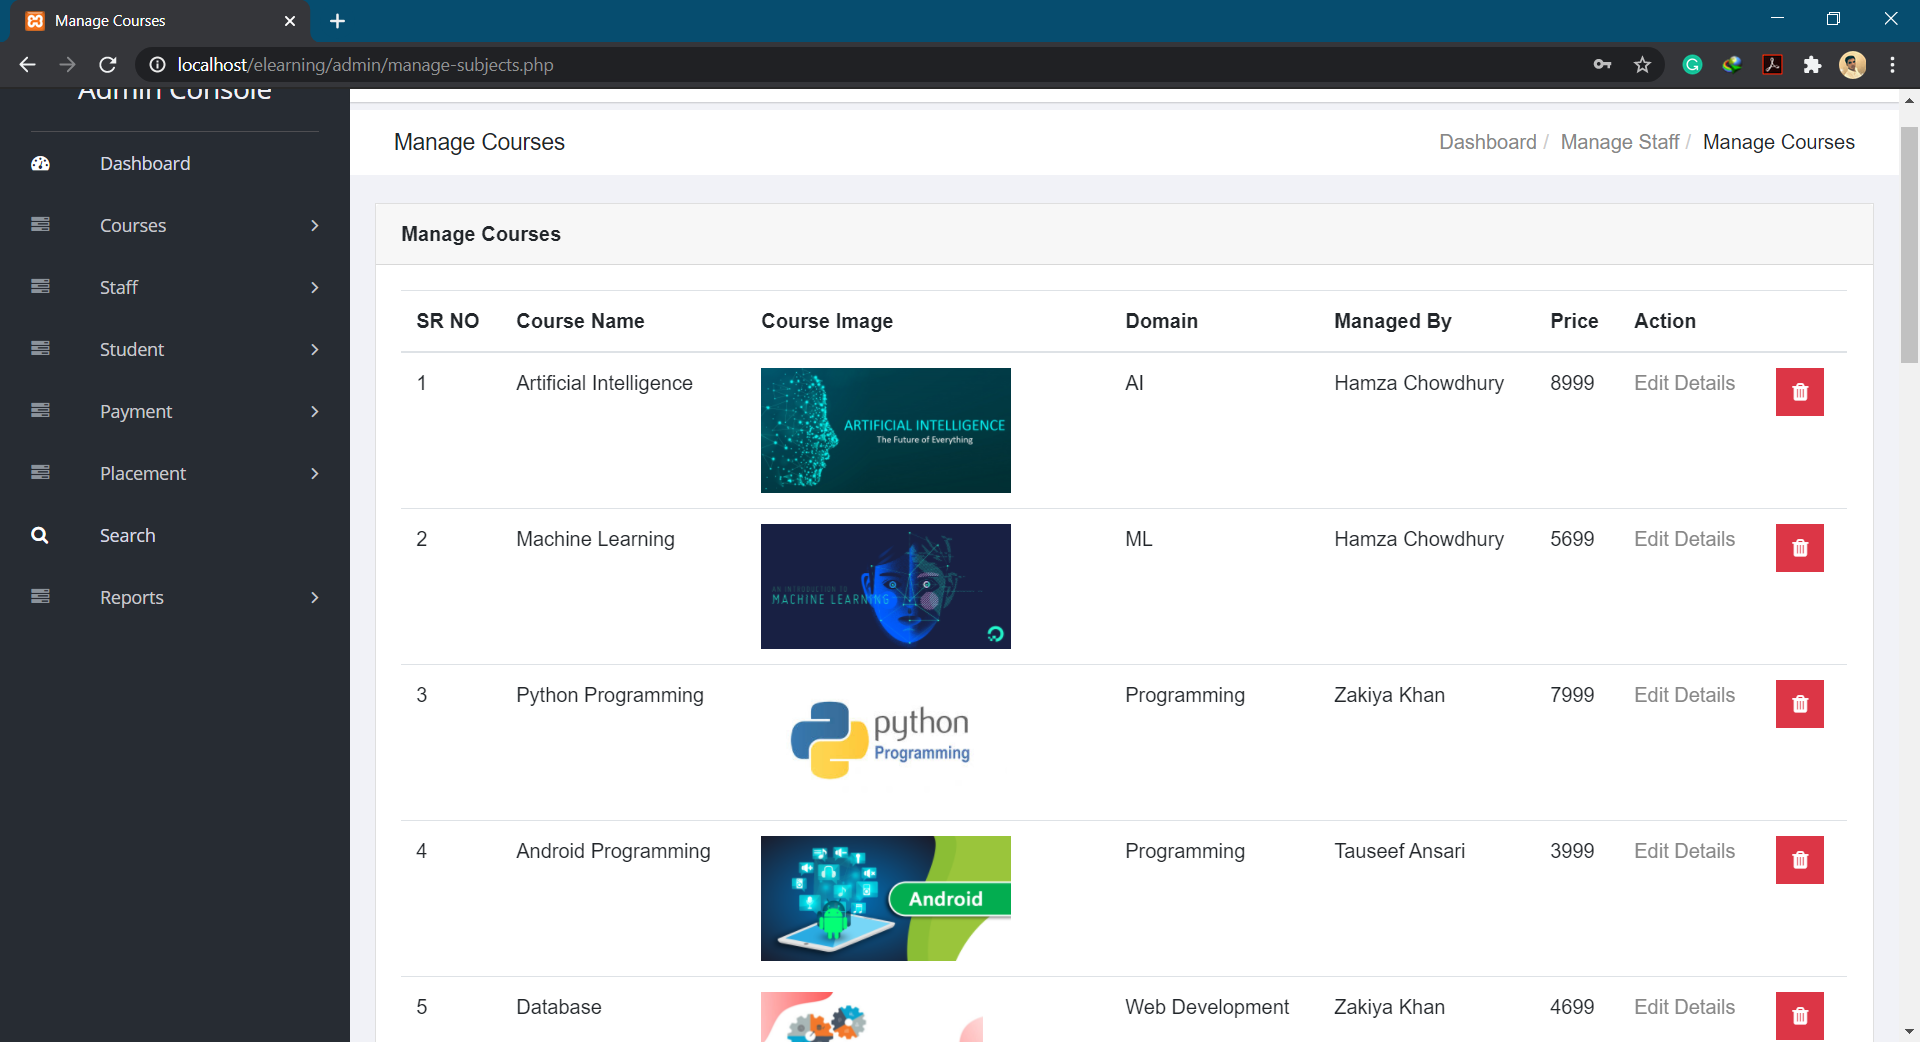 Manage Courses
localhost/elearning/admin/manage-subjects.php
Admin Console
Dashboard
Courses
Staff
Student
Payment
Placement
Search
Reports
Manage Courses
Dashboard / Manage Staff / Manage Courses
Manage Courses
SR NO Course Name Course Image Domain Managed By Price Action
1 Artificial Intelligence AI Hamza Chowdhury 8999 Edit Details
ARTIFICIAL INTELLIGENCE
The Future of Everything
2 Machine Learning ML Hamza Chowdhury 5699 Edit Details
AN INTRODUCTION TO
MACHINE LEARNING
3 Python Programming Programming Zakiya Khan 7999 Edit Details
python
Programming
4 Android Programming Programming Tauseef Ansari 3999 Edit Details
Android
5 Database Web Development Zakiya Khan 4699 Edit Details